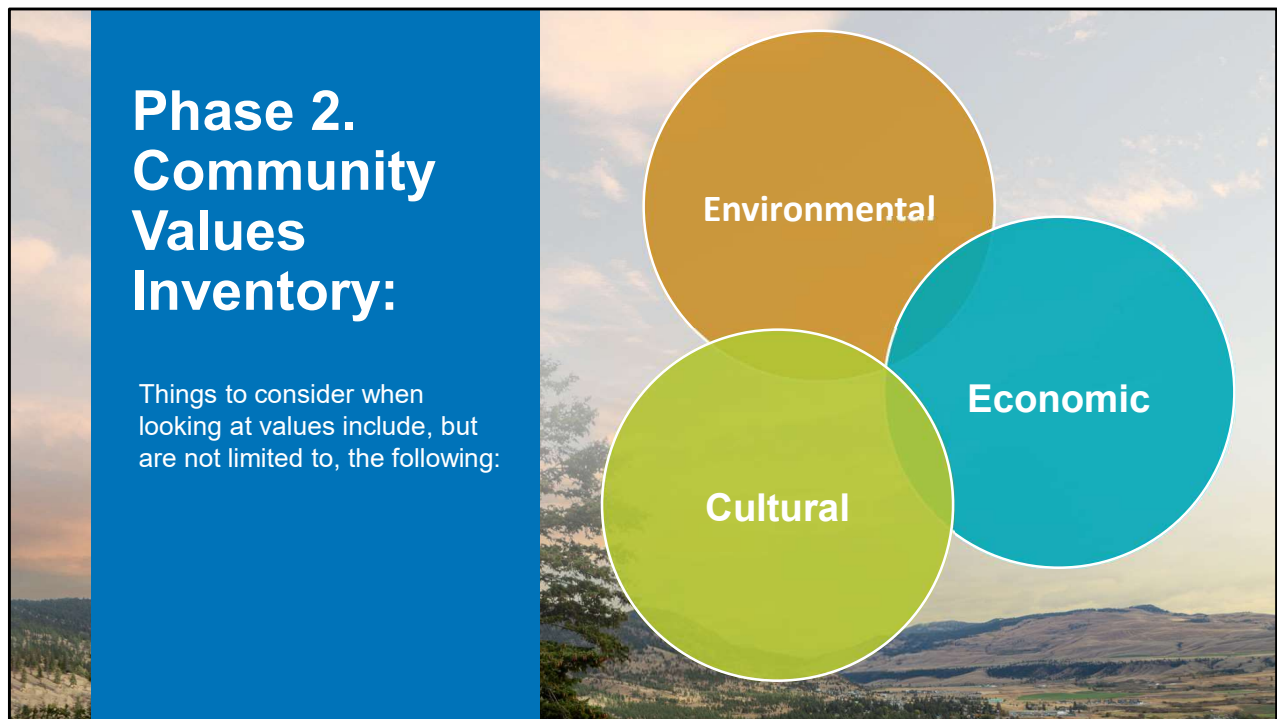 Phase 2.
Community
Values
Inventory:
Things to consider when
looking at values include, but
are not limited to, the following:
Environmental
Economic
Cultural